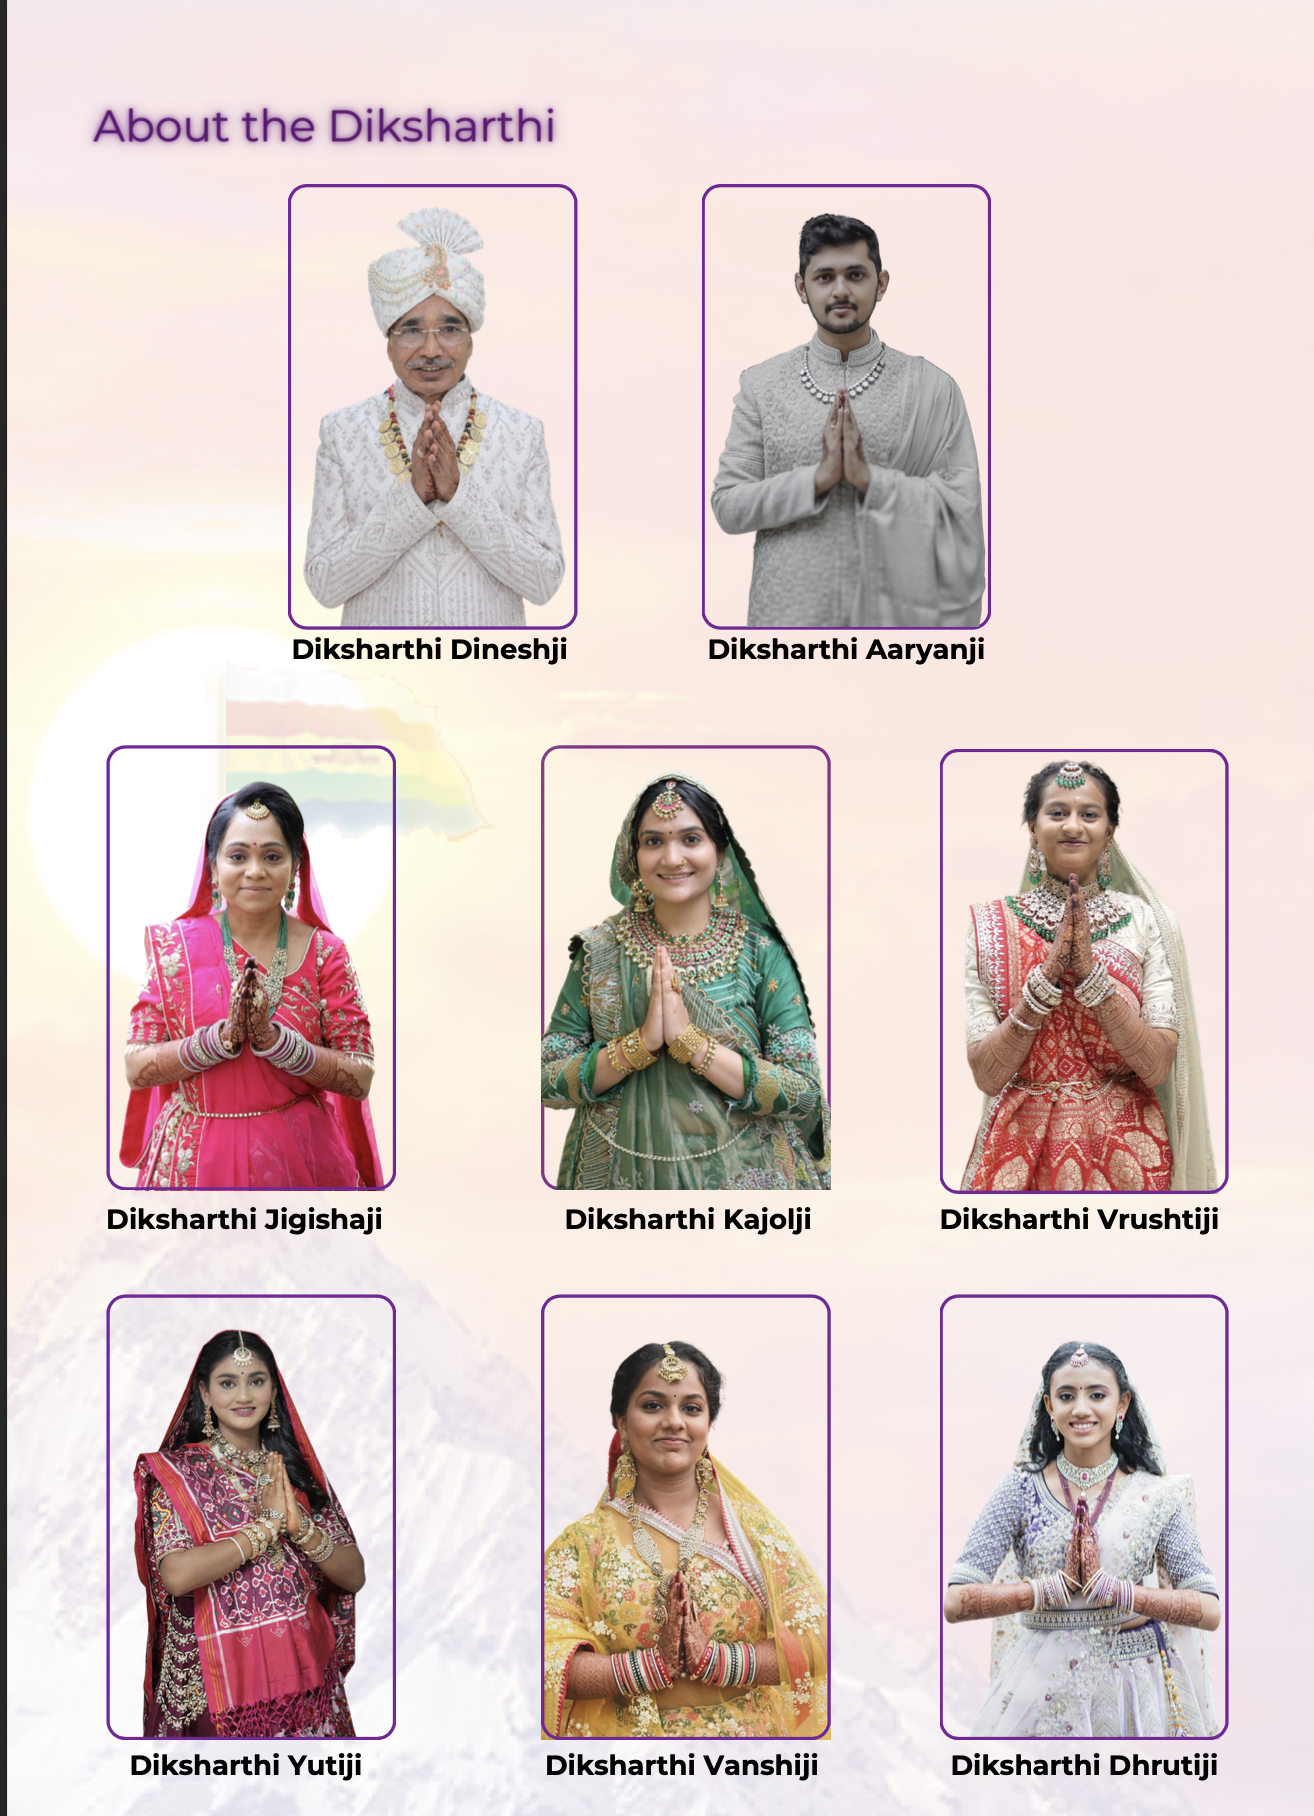 About the Diksharthi
Diksharthi Dineshji
Diksharthi Aaryanji
Diksharthi Jigishaji
Diksharthi Kajolji
Diksharthi Vrushtiji
Diksharthi Yutiji
Diksharthi Vanshiji
Diksharthi Dhrutiji